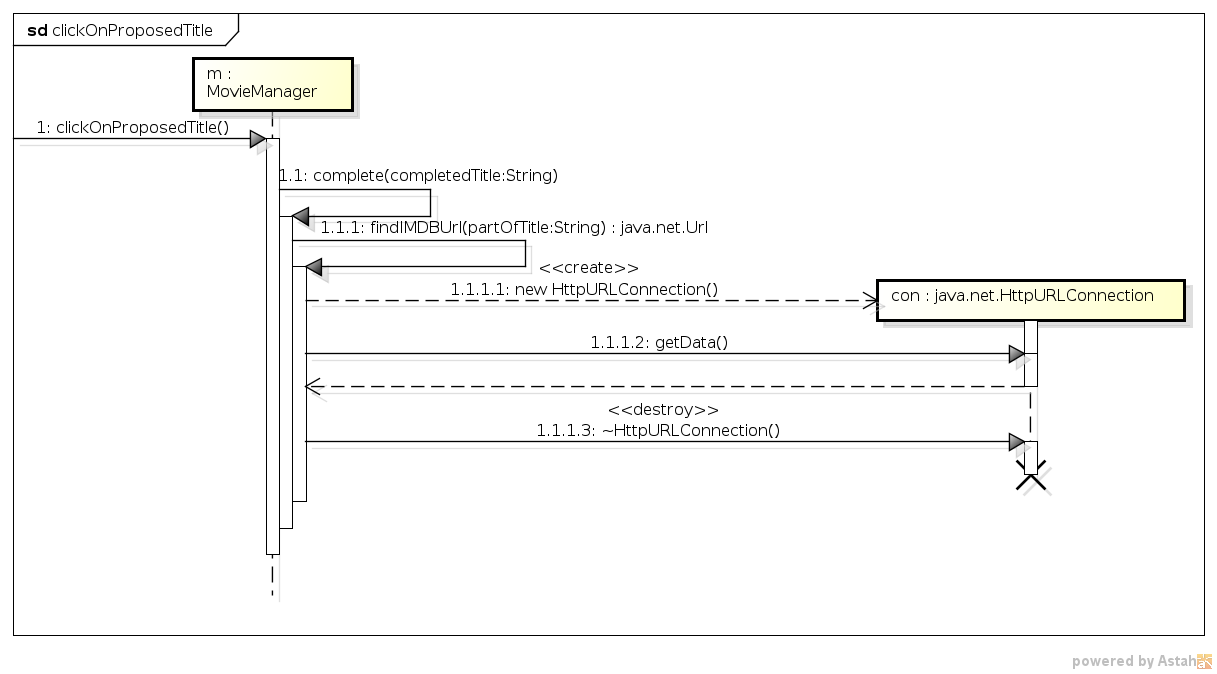 sd clickOnProposedTitle
m :
MovieManager
1: clickOnProposedTitle()
1.1: complete(completedTitle:String)
1.1.1: findIMDBUrl(partOfTitle:String) : java.net.Url
<<create>>
1.1.1.1: new HttpURLConnection()
con : java.net.HttpURLConnection
1.1.1.2: getData()
<<destroy>>
1.1.1.3: ~HttpURLConnection()
powered by Astah